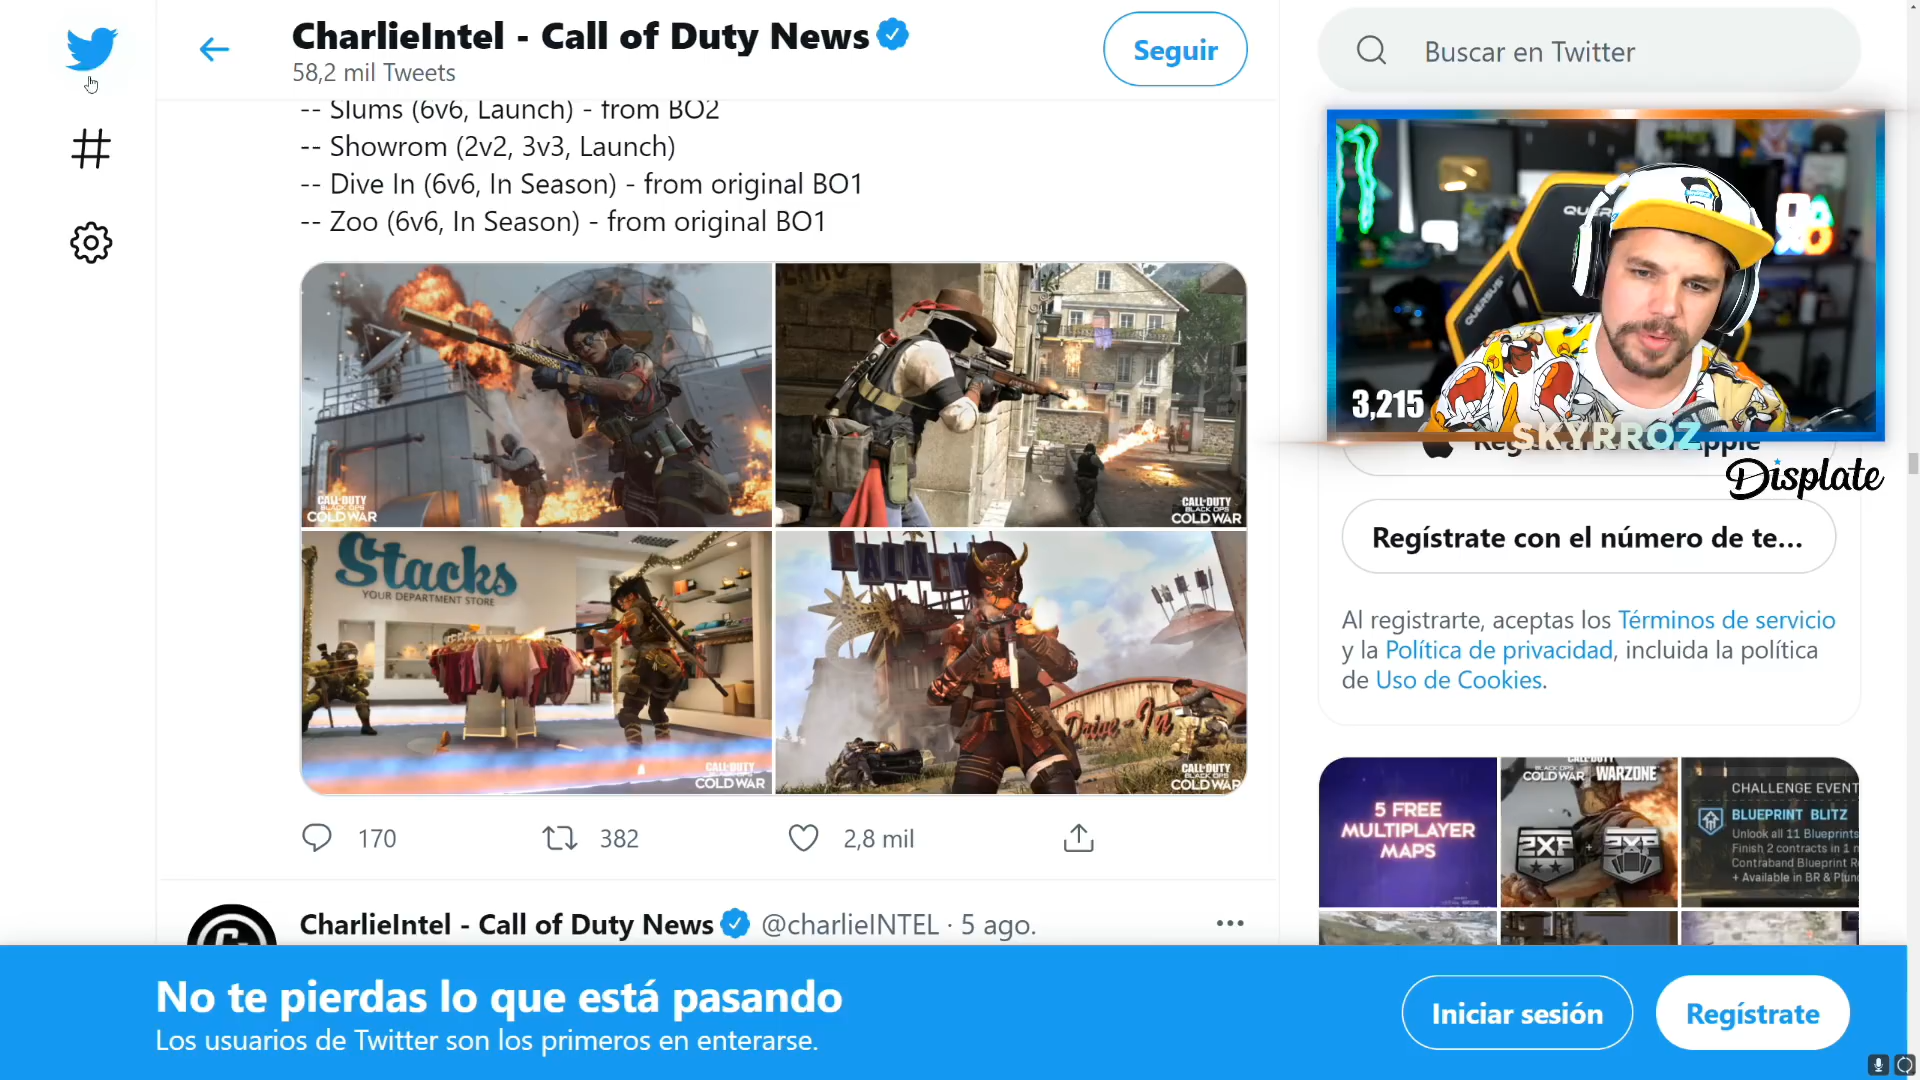 CharlieIntel - Call of Duty News
58,2 mil Tweets
Seguir
Buscar en Twitter
-- Slums (6v6, Launch) - from BO2
-- Showrom (2v2, 3v3, Launch)
-- Dive In (6v6, In Season) - from original BO1
-- Zoo (6v6, In Season) - from original BO1
QUERSUS
3,215
SKYRROZ
Displate
CALL OF DUTY
BLACK OPS
COLD WAR
CALL OF DUTY
BLACK OPS
COLD WAR
Stacks
YOUR DEPARTMENT STORE
CALL OF DUTY
BLACK OPS
COLD WAR
GALACT
Drive-In
CALL OF DUTY
BLACK OPS
COLD WAR
Regístrate con el número de te...
Al registrarte, aceptas los Términos de servicio
y la Política de privacidad, incluida la política
de Uso de Cookies.
5 FREE
MULTIPLAYER
MAPS
CALL OF DUTY
BLACK OPS
COLD WAR WARZONE
2XP + 2XP
CHALLENGE EVENT
BLUEPRINT BLITZ
Unlook all 11 Blueprints
Finish 2 contracts in 1 m
Contraband Blueprint R
+ Available in BR & Plun
170
382
2,8 mil
CharlieIntel - Call of Duty News @charlieINTEL · 5 ago.
No te pierdas lo que está pasando
Los usuarios de Twitter son los primeros en enterarse.
Iniciar sesión
Regístrate